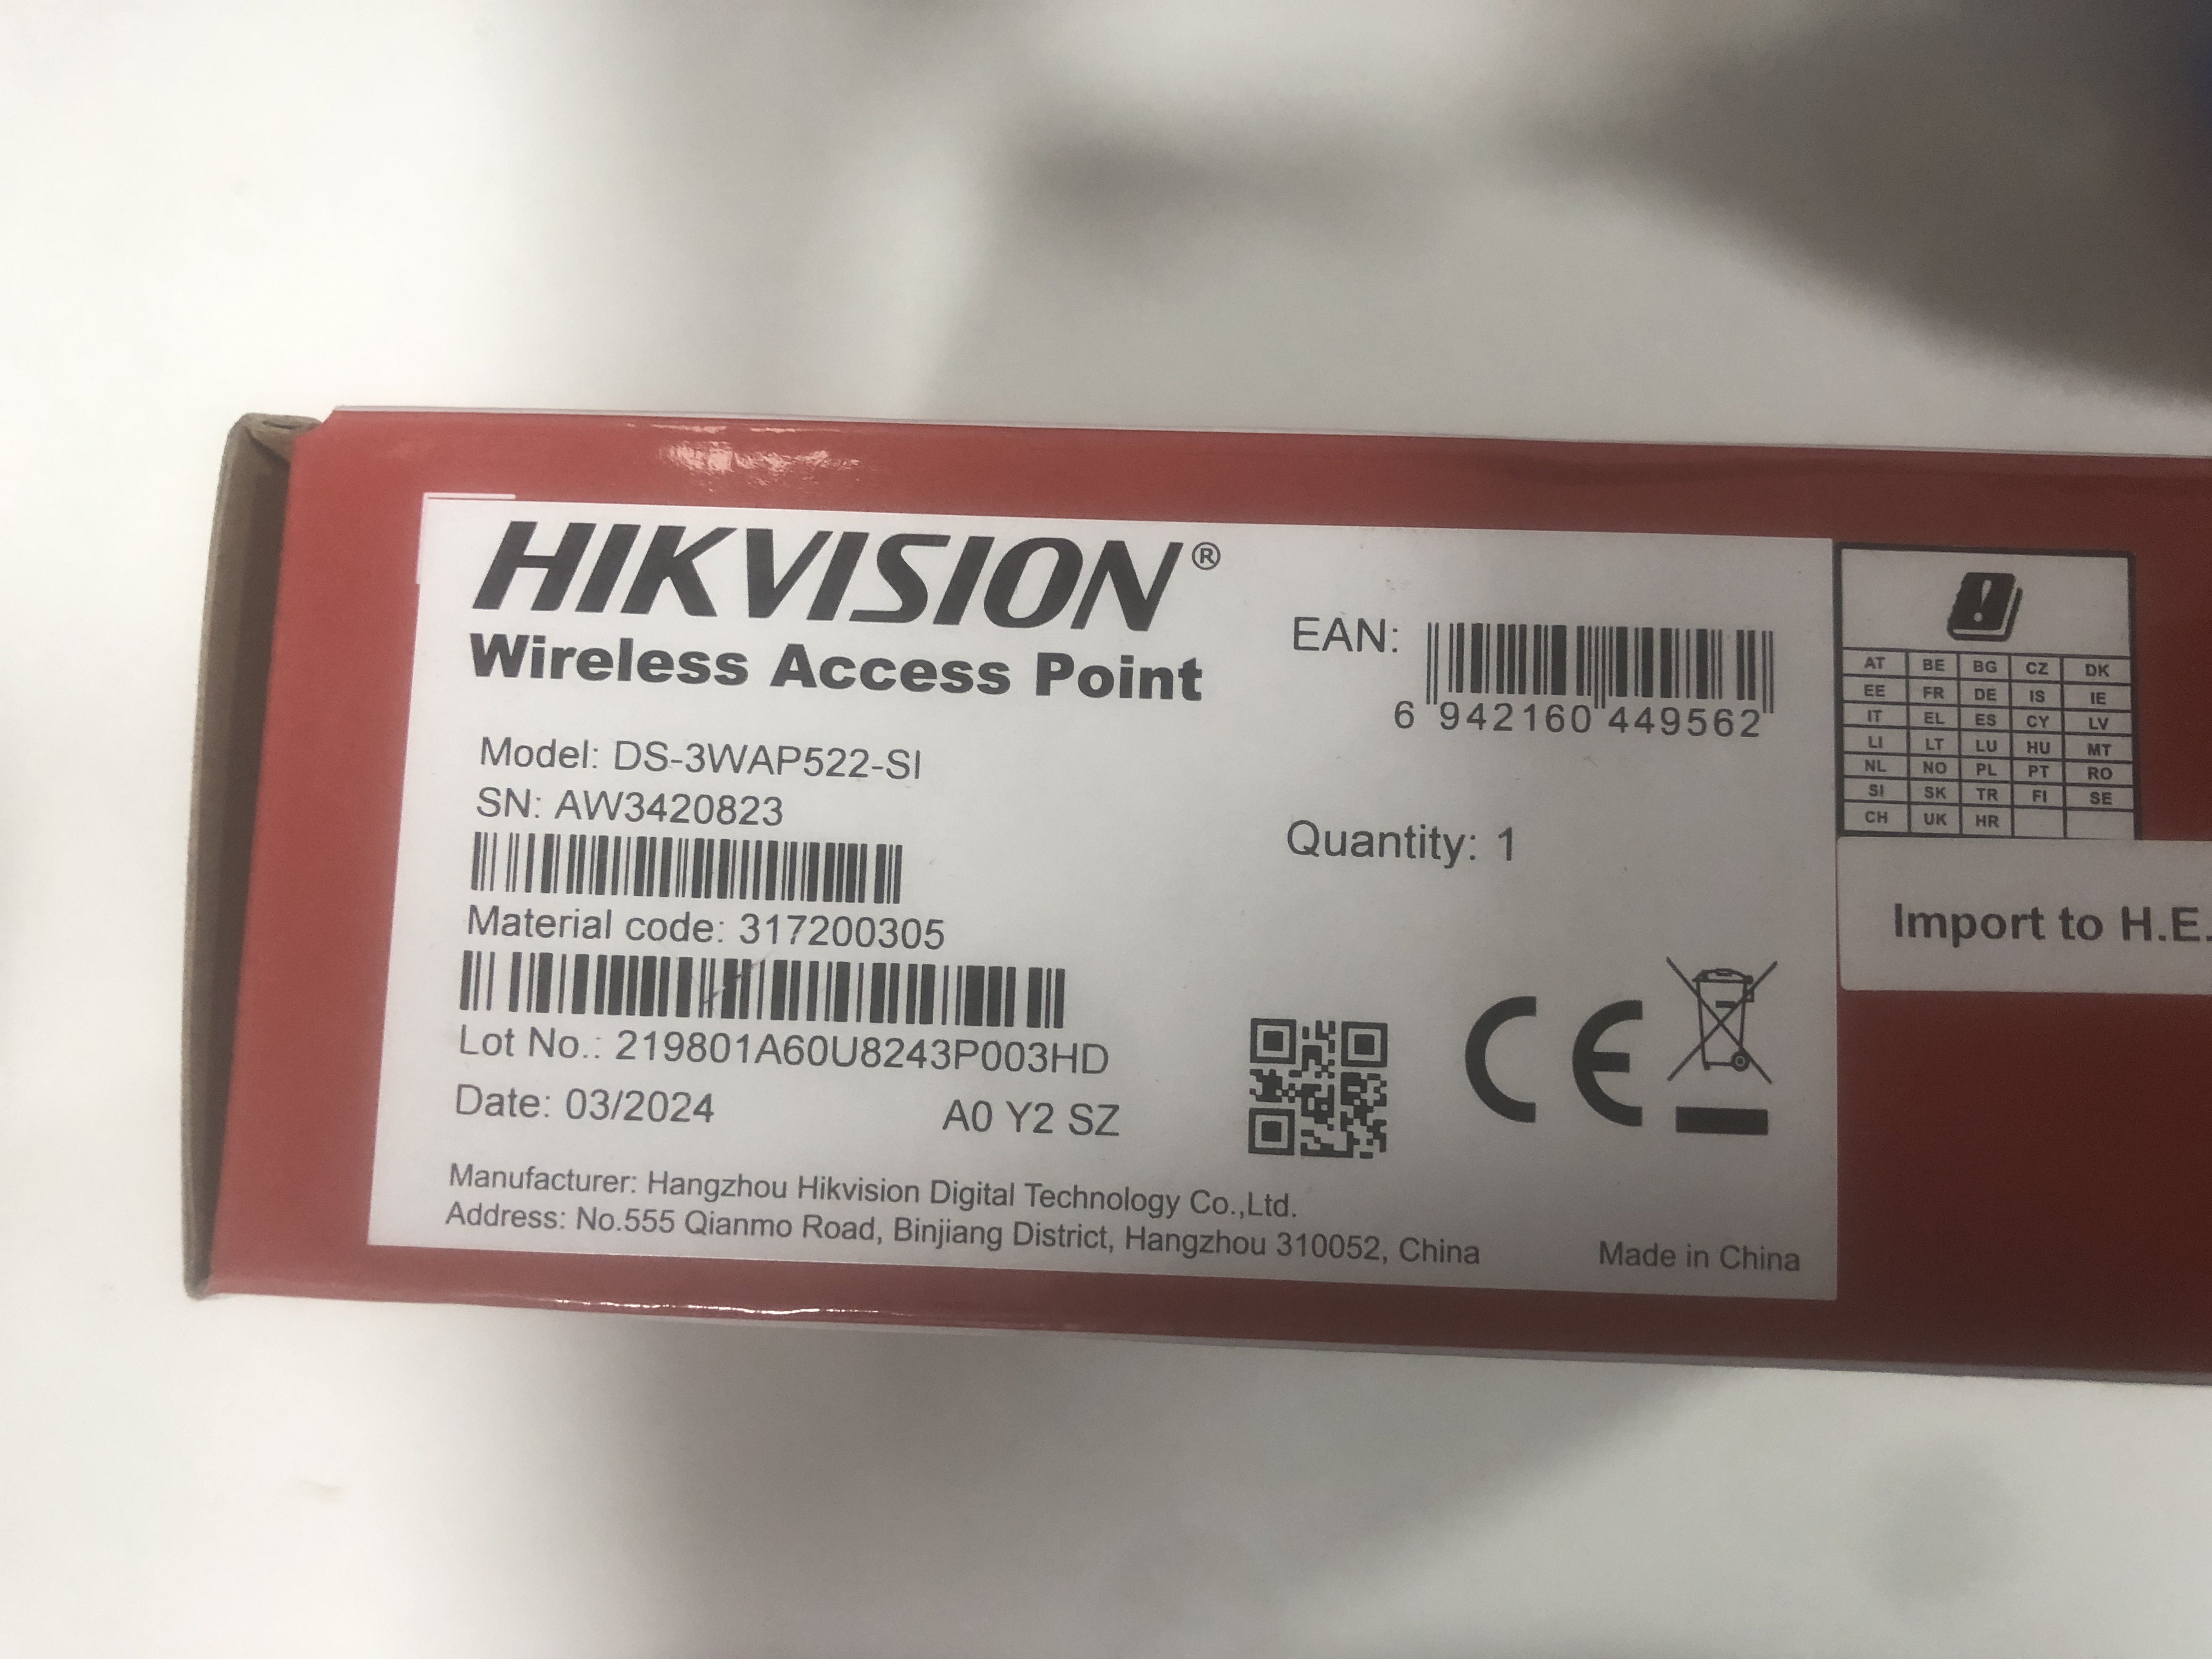 HIKVISION®
Wireless Access Point
EAN:
6 942160 449562
Model: DS-3WAP522-SI
SN: AW3420823
Quantity: 1
Material code: 317200305
Lot No.: 219801A60U8243P003HD
Date: 03/2024 A0 Y2 SZ
CE
Manufacturer: Hangzhou Hikvision Digital Technology Co.,Ltd.
Address: No.555 Qianmo Road, Binjiang District, Hangzhou 310052, China
Made in China
!
AT BE BG CZ DK
EE FR DE IS IE
IT EL ES CY LV
LI LT LU HU MT
NL NO PL PT RO
SI SK TR FI SE
CH UK HR
Import to H.E.